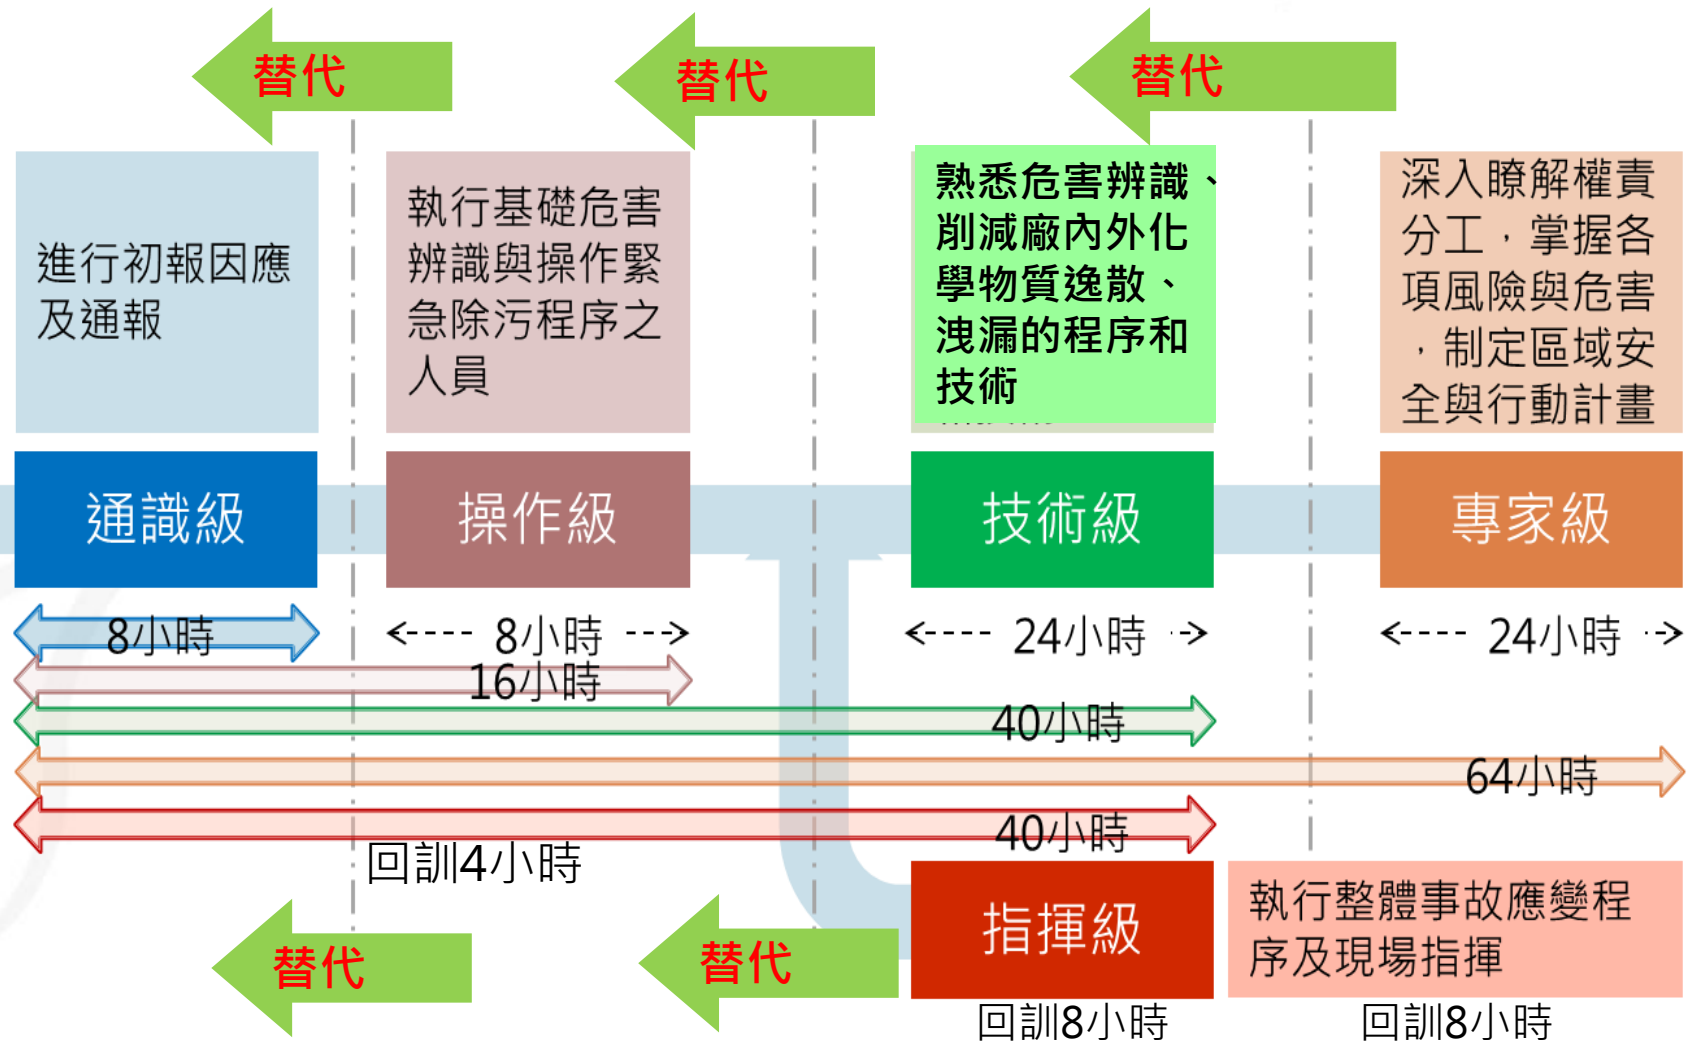 替代
替代
替代
進行初報因應
及通報
執行基礎危害
辨識與操作緊
急除污程序之
人員
熟悉危害辨識、
削減廠內外化
學物質逸散、
洩漏的程序和
技術
深入瞭解權責
分工，掌握各
項風險與危害
，制定區域安
全與行動計畫
通識級
操作級
技術級
專家級
8小時
8小時
24小時
24小時
16小時
40小時
64小時
40小時
回訓4小時
替代
替代
指揮級
執行整體事故應變程
序及現場指揮
回訓8小時
回訓8小時